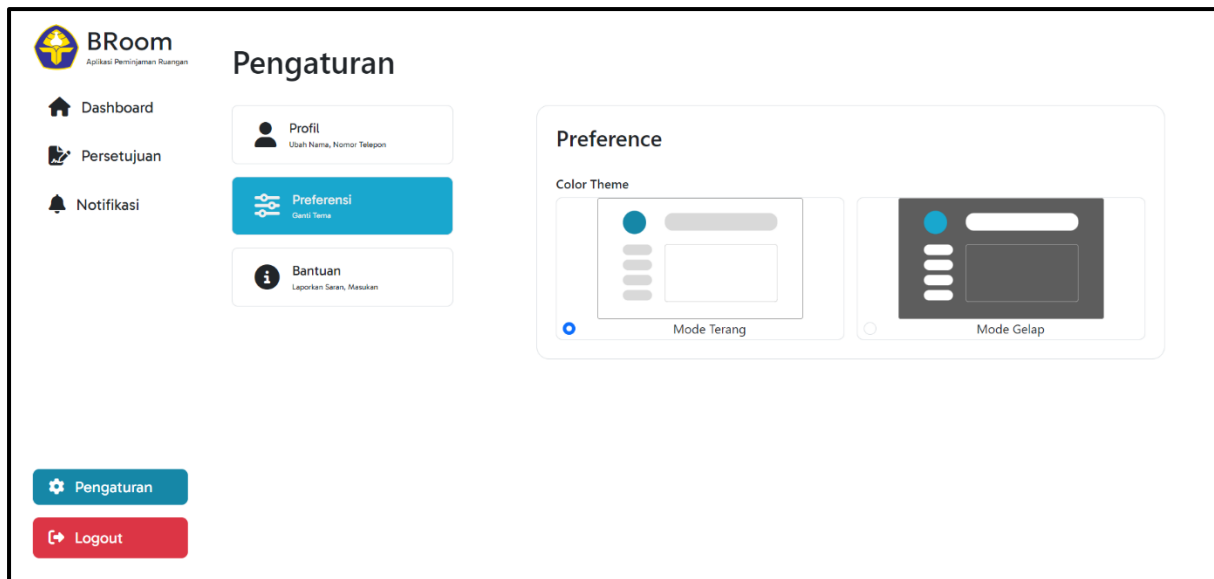 BRoom
Aplikasi Peminjaman Ruangan
Dashboard
Persetujuan
Notifikasi
Pengaturan
Logout
Pengaturan
Profil
Ubah Nama, Nomor Telepon
Preferensi
Ganti Tema
Bantuan
Laporkan Saran, Masukan
Preference
Color Theme
Mode Terang
Mode Gelap